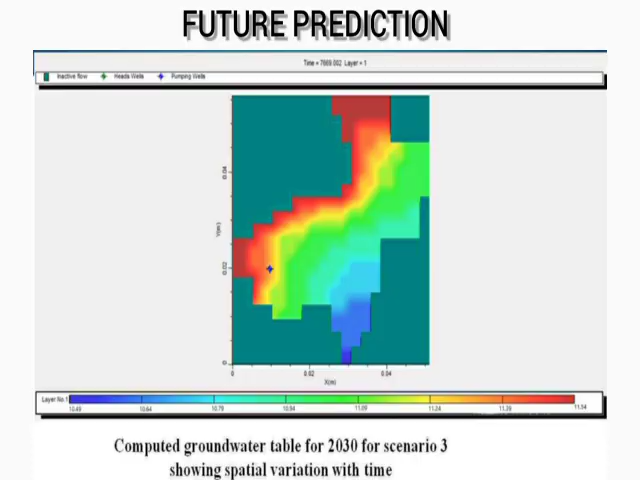 FUTURE PREDICTION
Time = 7669.002 Layer = 1
Inactive flow Heads Wells Pumping Wells
0.04
Y(m)
0.02
0
0 0.02 0.04
X(m)
Layer No.1
10.49 10.64 10.79 10.94 11.09 11.24 11.39 11.54
Computed groundwater table for 2030 for scenario 3
showing spatial variation with time